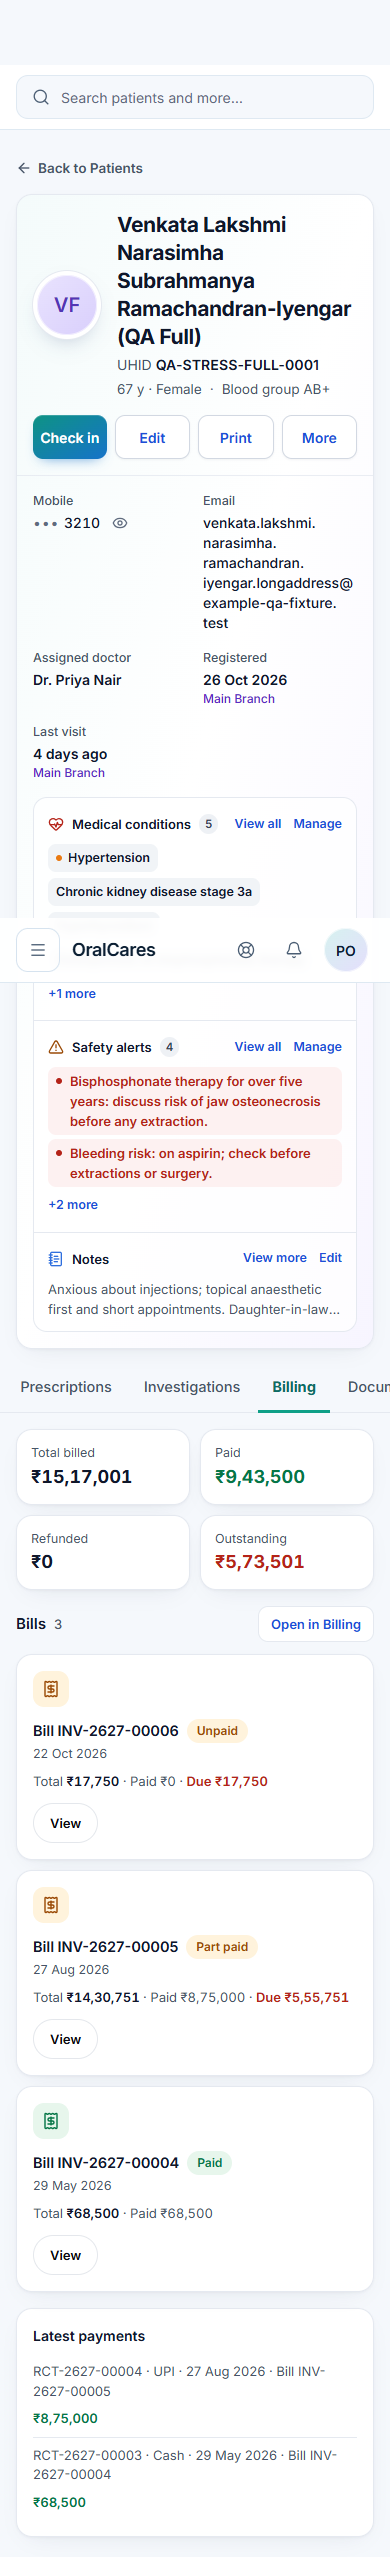 Search patients and more...
Back to Patients
VF
Venkata Lakshmi
Narasimha
Subrahmanya
Ramachandran-Iyengar
(QA Full)
UHID QA-STRESS-FULL-0001
67 y · Female · Blood group AB+
Check in
Edit
Print
More
Mobile
••• 3210
Email
venkata.lakshmi.
narasimha.
ramachandran.
iyengar.longaddress@
example-qa-fixture.
test
Assigned doctor
Dr. Priya Nair
Registered
26 Oct 2026
Main Branch
Last visit
4 days ago
Main Branch
Medical conditions 5 View all Manage
Hypertension
Chronic kidney disease stage 3a
OralCares
PO
+1 more
Safety alerts 4 View all Manage
Bisphosphonate therapy for over five
years: discuss risk of jaw osteonecrosis
before any extraction.
Bleeding risk: on aspirin; check before
extractions or surgery.
+2 more
Notes View more Edit
Anxious about injections; topical anaesthetic
first and short appointments. Daughter-in-law...
Prescriptions Investigations Billing Docum
Total billed
₹15,17,001
Paid
₹9,43,500
Refunded
₹0
Outstanding
₹5,73,501
Bills 3
Open in Billing
Bill INV-2627-00006 Unpaid
22 Oct 2026
Total ₹17,750 · Paid ₹0 · Due ₹17,750
View
Bill INV-2627-00005 Part paid
27 Aug 2026
Total ₹14,30,751 · Paid ₹8,75,000 · Due ₹5,55,751
View
Bill INV-2627-00004 Paid
29 May 2026
Total ₹68,500 · Paid ₹68,500
View
Latest payments
RCT-2627-00004 · UPI · 27 Aug 2026 · Bill INV-
2627-00005
₹8,75,000
RCT-2627-00003 · Cash · 29 May 2026 · Bill INV-
2627-00004
₹68,500